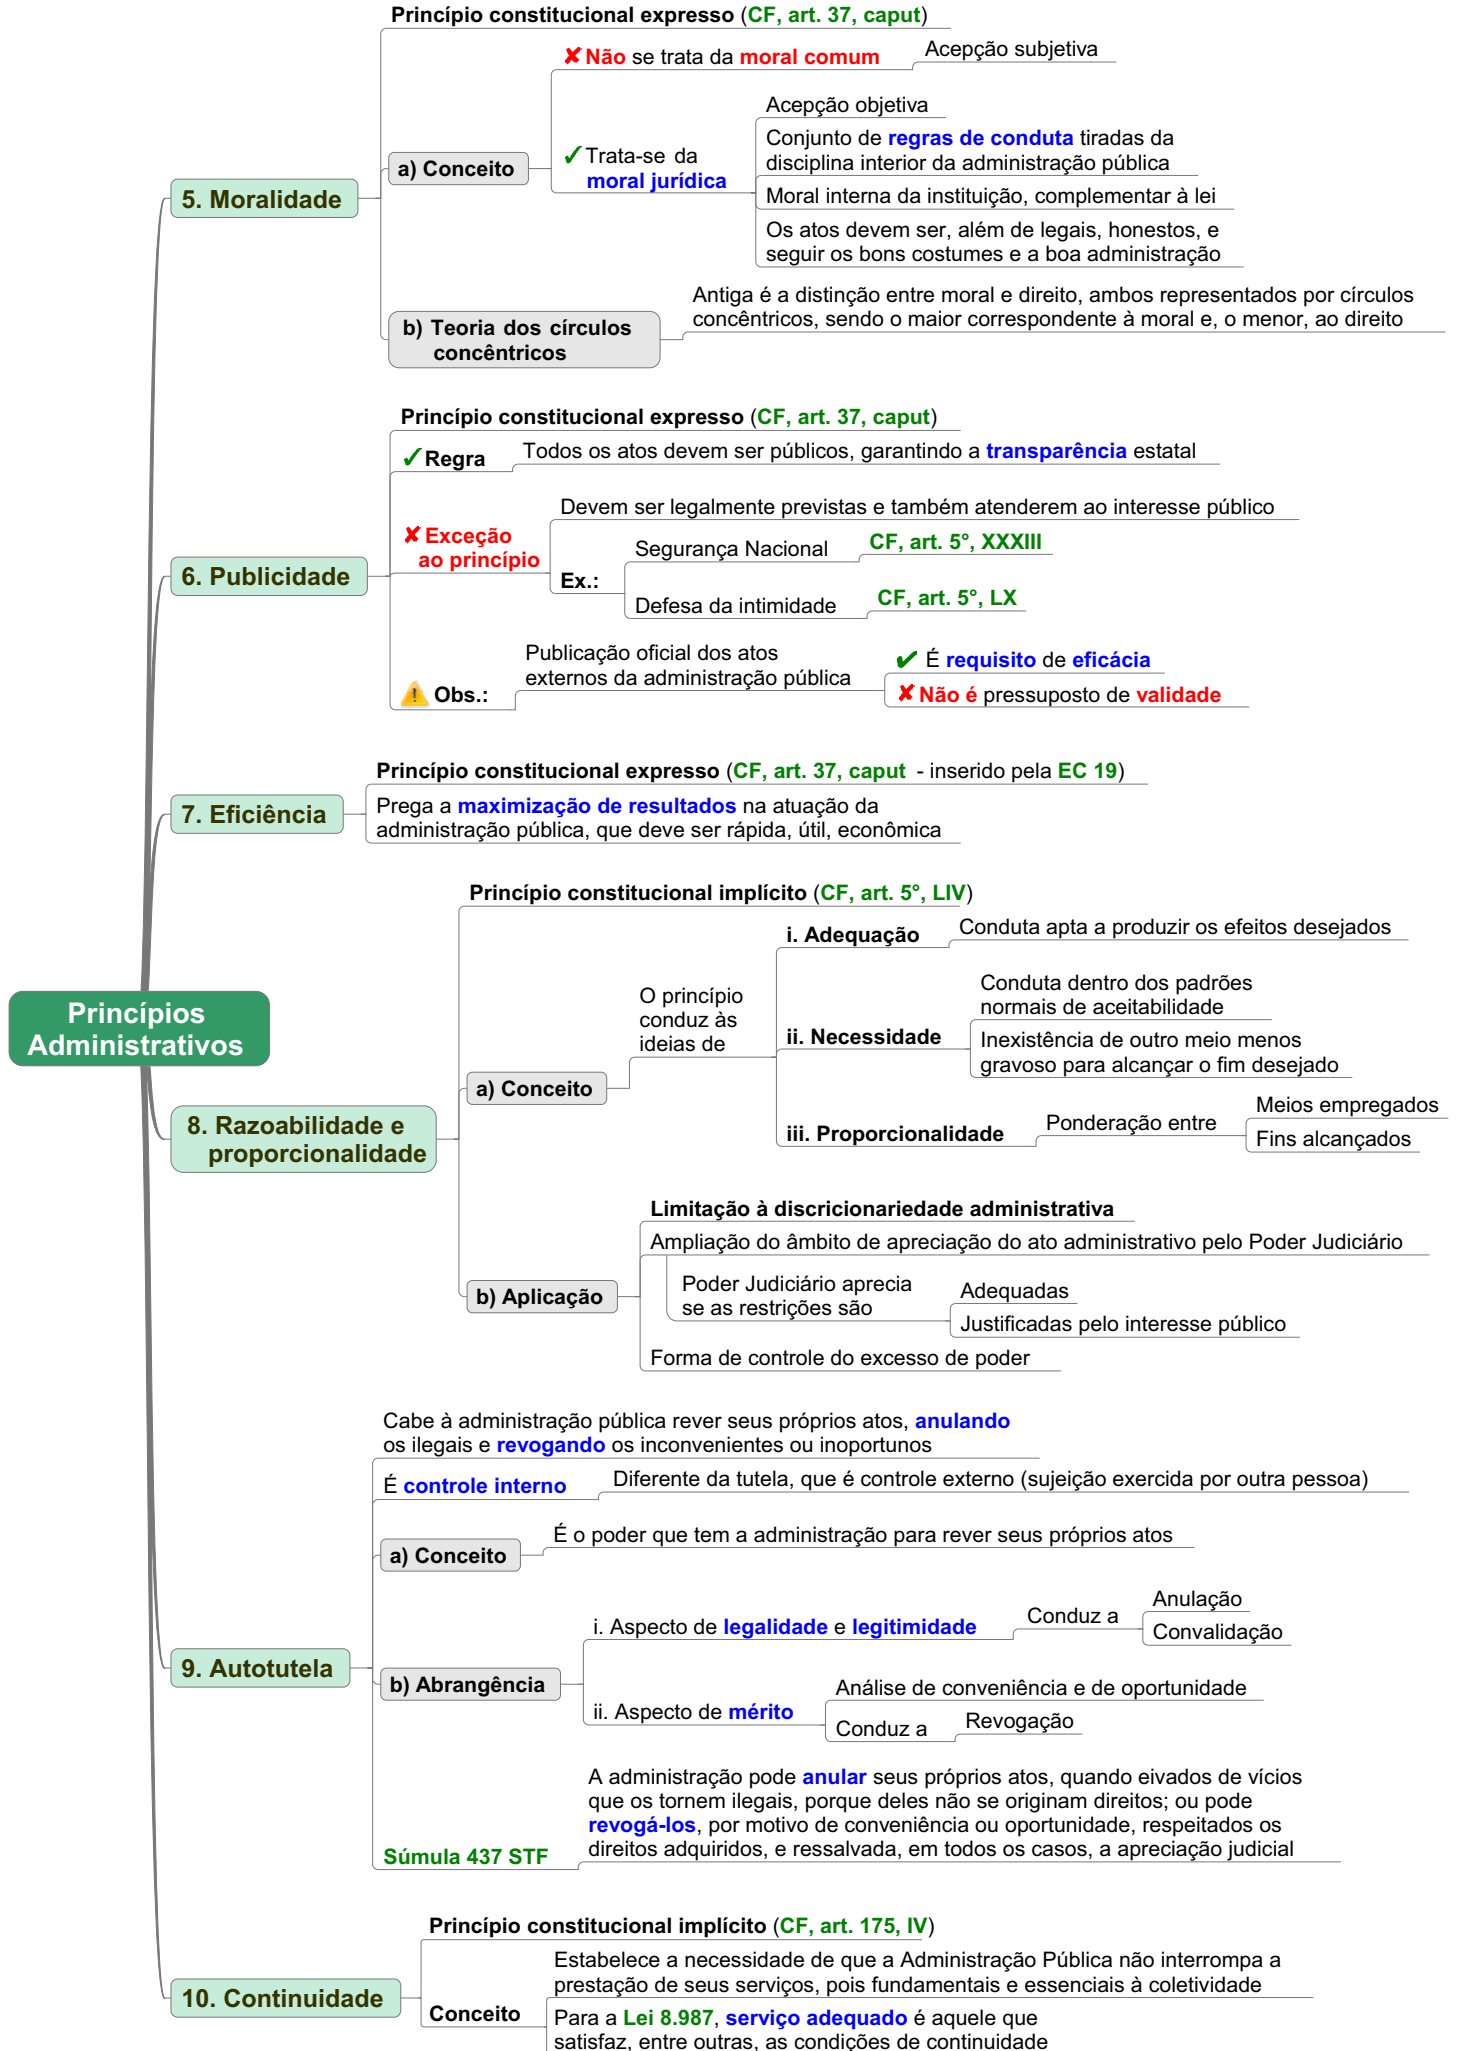 Princípios
Administrativos
5. Moralidade
Princípio constitucional expresso (CF, art. 37, caput)
a) Conceito
✘ Não se trata da moral comum
Acepção subjetiva
✓ Trata-se da
moral jurídica
Acepção objetiva
Conjunto de regras de conduta tiradas da
disciplina interior da administração pública
Moral interna da instituição, complementar à lei
Os atos devem ser, além de legais, honestos, e
seguir os bons costumes e a boa administração
b) Teoria dos círculos
concêntricos
Antiga é a distinção entre moral e direito, ambos representados por círculos
concêntricos, sendo o maior correspondente à moral e, o menor, ao direito
6. Publicidade
Princípio constitucional expresso (CF, art. 37, caput)
✓ Regra
Todos os atos devem ser públicos, garantindo a transparência estatal
✘ Exceção
ao princípio
Devem ser legalmente previstas e também atenderem ao interesse público
Ex.:
Segurança Nacional
CF, art. 5°, XXXIII
Defesa da intimidade
CF, art. 5°, LX
Obs.:
Publicação oficial dos atos
externos da administração pública
✔ É requisito de eficácia
✘ Não é pressuposto de validade
7. Eficiência
Princípio constitucional expresso (CF, art. 37, caput - inserido pela EC 19)
Prega a maximização de resultados na atuação da
administração pública, que deve ser rápida, útil, econômica
8. Razoabilidade e
proporcionalidade
Princípio constitucional implícito (CF, art. 5°, LIV)
a) Conceito
O princípio
conduz às
ideias de
i. Adequação
Conduta apta a produzir os efeitos desejados
ii. Necessidade
Conduta dentro dos padrões
normais de aceitabilidade
Inexistência de outro meio menos
gravoso para alcançar o fim desejado
iii. Proporcionalidade
Ponderação entre
Meios empregados
Fins alcançados
b) Aplicação
Limitação à discricionariedade administrativa
Ampliação do âmbito de apreciação do ato administrativo pelo Poder Judiciário
Poder Judiciário aprecia
se as restrições são
Adequadas
Justificadas pelo interesse público
Forma de controle do excesso de poder
9. Autotutela
Cabe à administração pública rever seus próprios atos, anulando
os ilegais e revogando os inconvenientes ou inoportunos
É controle interno
Diferente da tutela, que é controle externo (sujeição exercida por outra pessoa)
a) Conceito
É o poder que tem a administração para rever seus próprios atos
b) Abrangência
i. Aspecto de legalidade e legitimidade
Conduz a
Anulação
Convalidação
ii. Aspecto de mérito
Análise de conveniência e de oportunidade
Conduz a
Revogação
Súmula 437 STF
A administração pode anular seus próprios atos, quando eivados de vícios
que os tornem ilegais, porque deles não se originam direitos; ou pode
revogá-los, por motivo de conveniência ou oportunidade, respeitados os
direitos adquiridos, e ressalvada, em todos os casos, a apreciação judicial
10. Continuidade
Princípio constitucional implícito (CF, art. 175, IV)
Conceito
Estabelece a necessidade de que a Administração Pública não interrompa a
prestação de seus serviços, pois fundamentais e essenciais à coletividade
Para a Lei 8.987, serviço adequado é aquele que
satisfaz, entre outras, as condições de continuidade